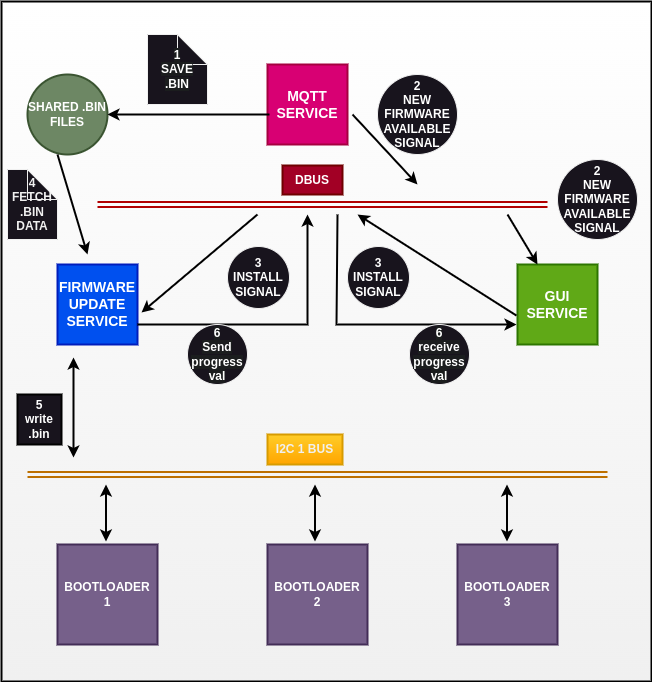 1
SAVE
.BIN
MQTT
SERVICE
2
NEW
FIRMWARE
AVAILABLE
SIGNAL
SHARED .BIN
FILES
DBUS
2
NEW
FIRMWARE
AVAILABLE
SIGNAL
4
FETCH
.BIN
DATA
3
INSTALL
SIGNAL
3
INSTALL
SIGNAL
FIRMWARE
UPDATE
SERVICE
GUI
SERVICE
6
Send
progress
val
6
receive
progress
val
5
write
.bin
I2C 1 BUS
BOOTLOADER
1
BOOTLOADER
2
BOOTLOADER
3